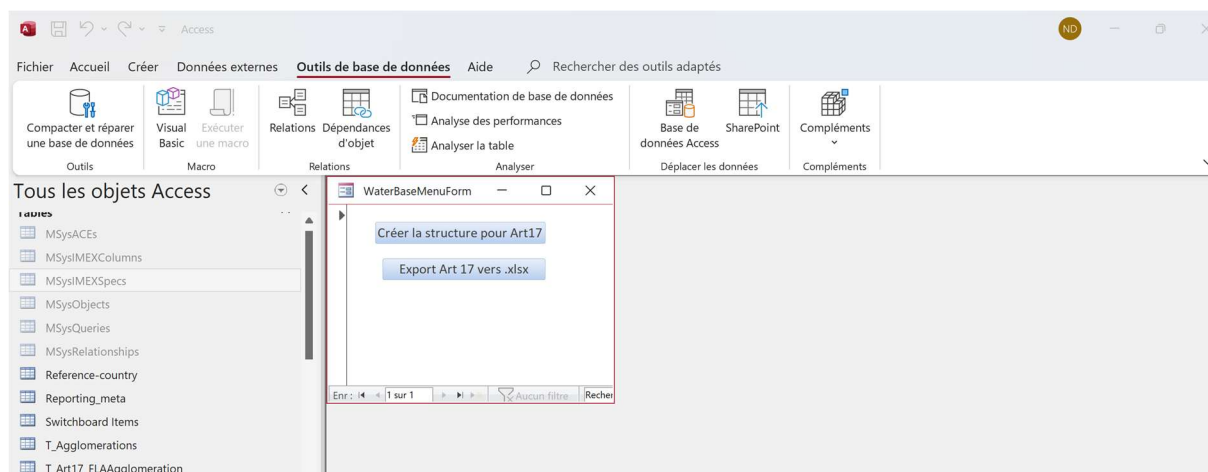 Access
ND
Fichier Accueil Créer Données externes Outils de base de données Aide Rechercher des outils adaptés
Compacter et réparer
une base de données
Visual
Basic
Exécuter
une macro
Relations
Dépendances
d'objet
Documentation de base de données
Analyse des performances
Analyser la table
Base de
données Access
SharePoint
Compléments
Outils Macro Relations Analyser Déplacer les données Compléments
Tous les objets Access
Tables
MSysACEs
MSysIMEXColumns
MSysIMEXSpecs
MSysObjects
MSysQueries
MSysRelationships
Reference-country
Reporting_meta
Switchboard Items
T_Agglomerations
T_Art17_FLAAgglomeration
WaterBaseMenuForm
Créer la structure pour Art17
Export Art 17 vers .xlsx
Enr : 1 sur 1 Aucun filtre Recher